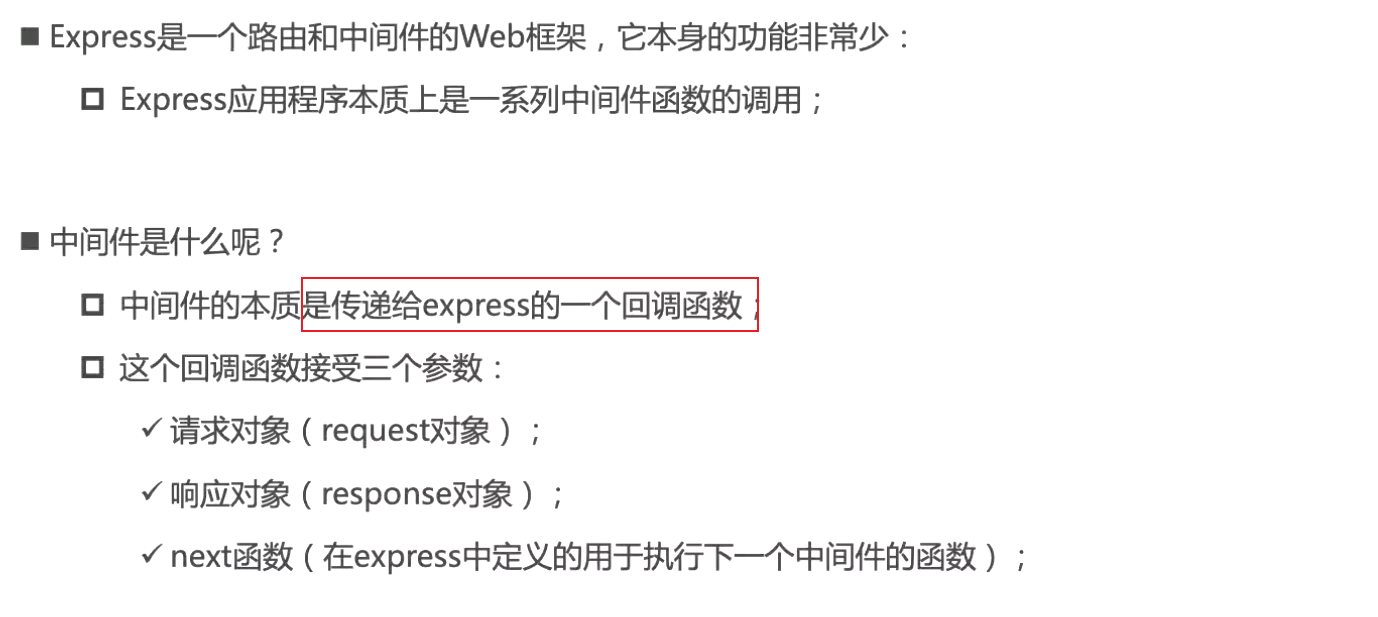 ■ Express是一个路由和中间件的Web框架，它本身的功能非常少：
Express应用程序本质上是一系列中间件函数的调用；
■ 中间件是什么呢？
中间件的本质是传递给express的一个回调函数；
这个回调函数接受三个参数：
✓ 请求对象（request对象）；
✓ 响应对象（response对象）；
✓ next函数（在express中定义的用于执行下一个中间件的函数）；